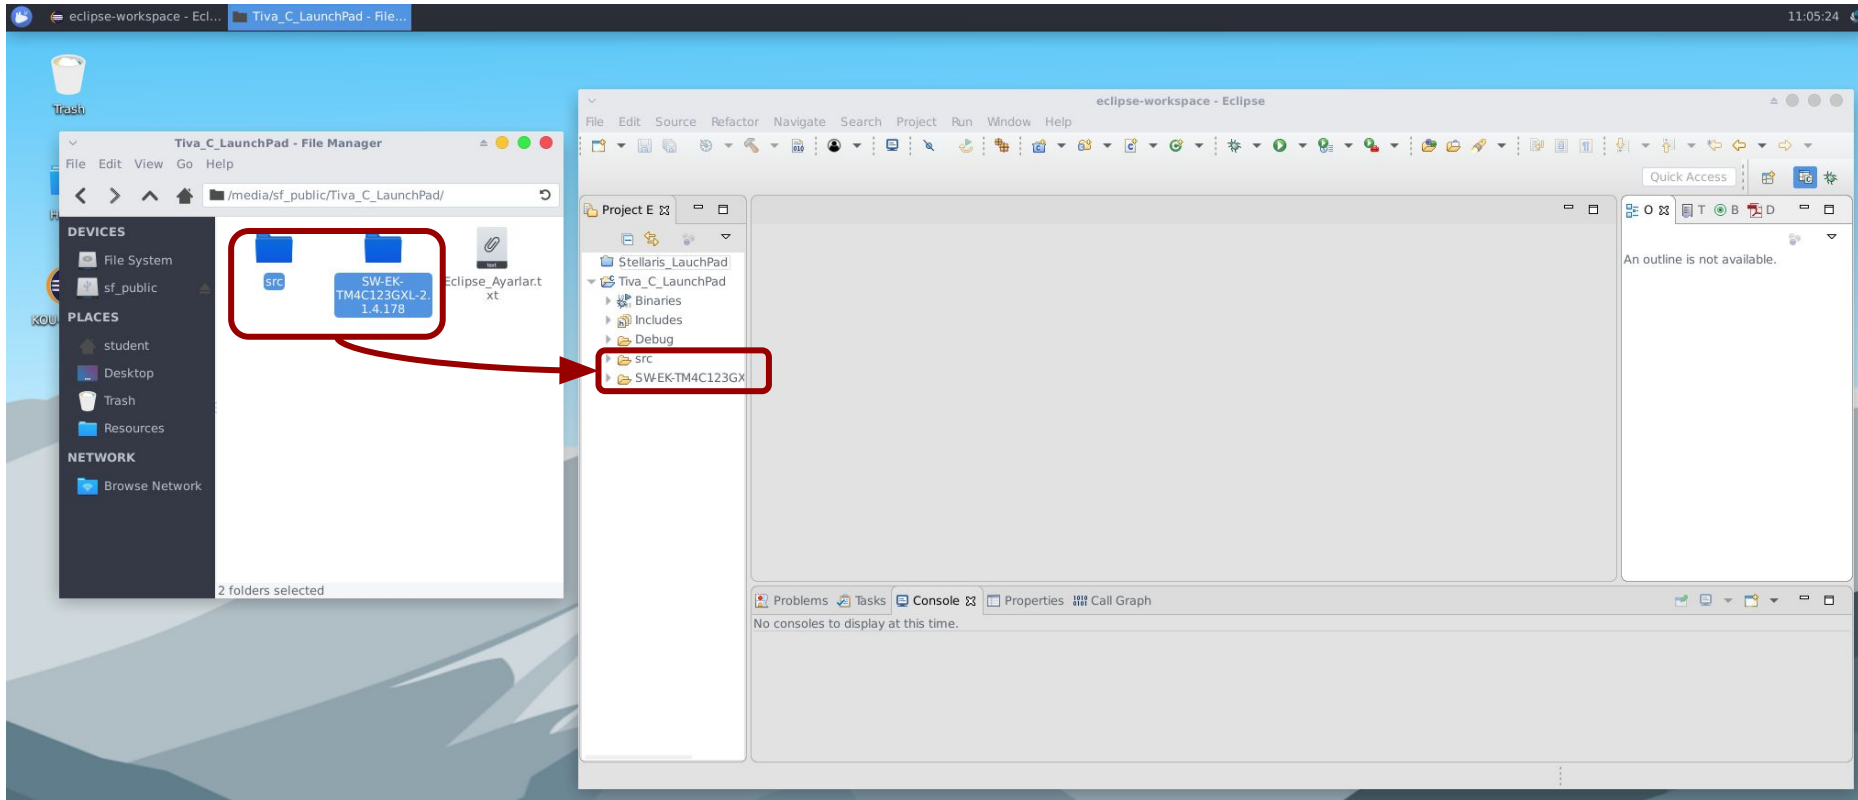 eclipse-workspace - Ecl...
Tiva_C_LaunchPad - File...
11:05:24
Trash
Tiva_C_LaunchPad - File Manager
File Edit View Go Help
/media/sf_public/Tiva_C_LaunchPad/
DEVICES
File System
sf_public
PLACES
student
Desktop
Trash
Resources
NETWORK
Browse Network
src
SW-EK-
TM4C123GXL-2.
1.4.178
Eclipse_Ayarlar.t
xt
2 folders selected
KOU
eclipse-workspace - Eclipse
File Edit Source Refactor Navigate Search Project Run Window Help
Quick Access
Project E
Stellaris_LauchPad
Tiva_C_LaunchPad
Binaries
Includes
Debug
src
SW-EK-TM4C123GX
O T B D
An outline is not available.
Problems Tasks Console Properties Call Graph
No consoles to display at this time.